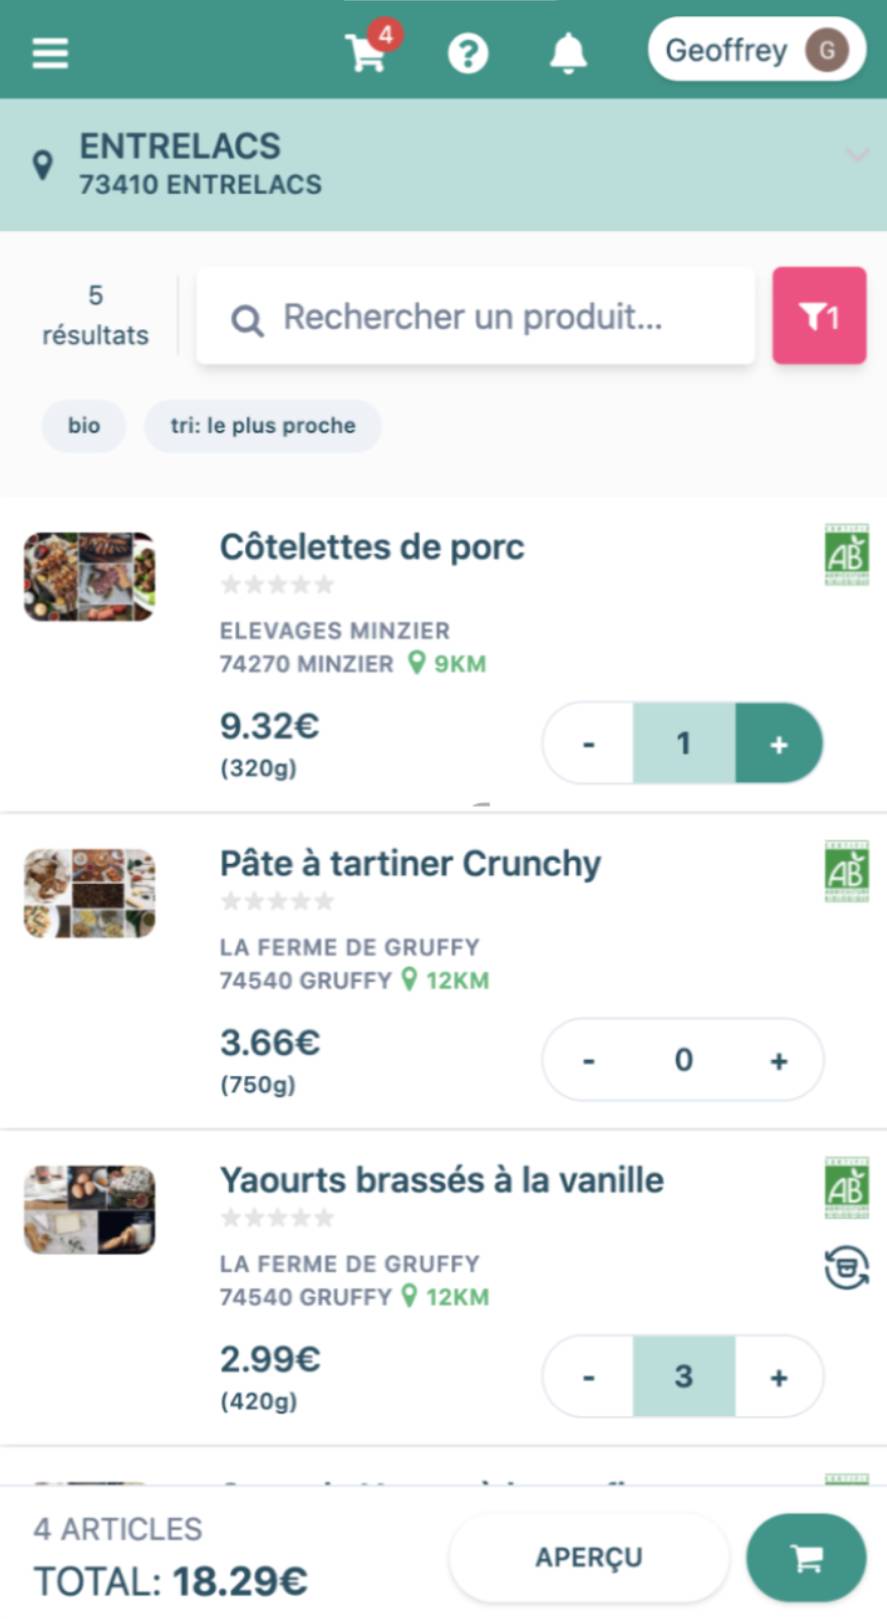 4
Geoffrey G
ENTRELACS
73410 ENTRELACS
5
résultats
Rechercher un produit...
1
bio
tri: le plus proche
Côtelettes de porc
AB
ELEVAGES MINZIER
74270 MINZIER 9KM
9.32€
(320g)
- 1 +
Pâte à tartiner Crunchy
AB
LA FERME DE GRUFFY
74540 GRUFFY 12KM
3.66€
(750g)
- 0 +
Yaourts brassés à la vanille
AB
LA FERME DE GRUFFY
74540 GRUFFY 12KM
2.99€
(420g)
- 3 +
4 ARTICLES
TOTAL: 18.29€
APERÇU